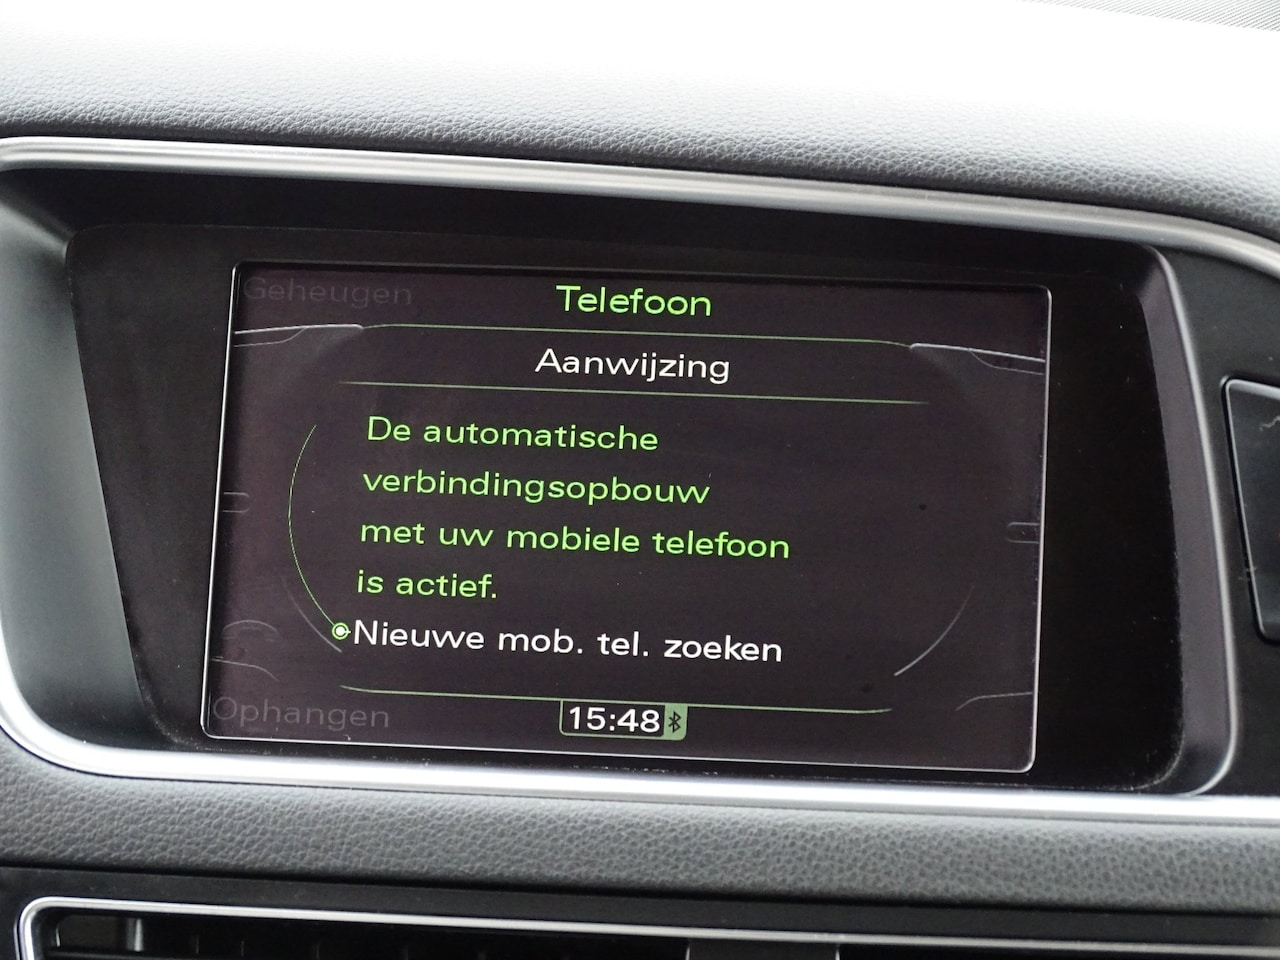 Geheugen
Telefoon
Aanwijzing
De automatische
verbindingsopbouw
met uw mobiele telefoon
is actief.
Nieuwe mob. tel. zoeken
Ophangen
15:48